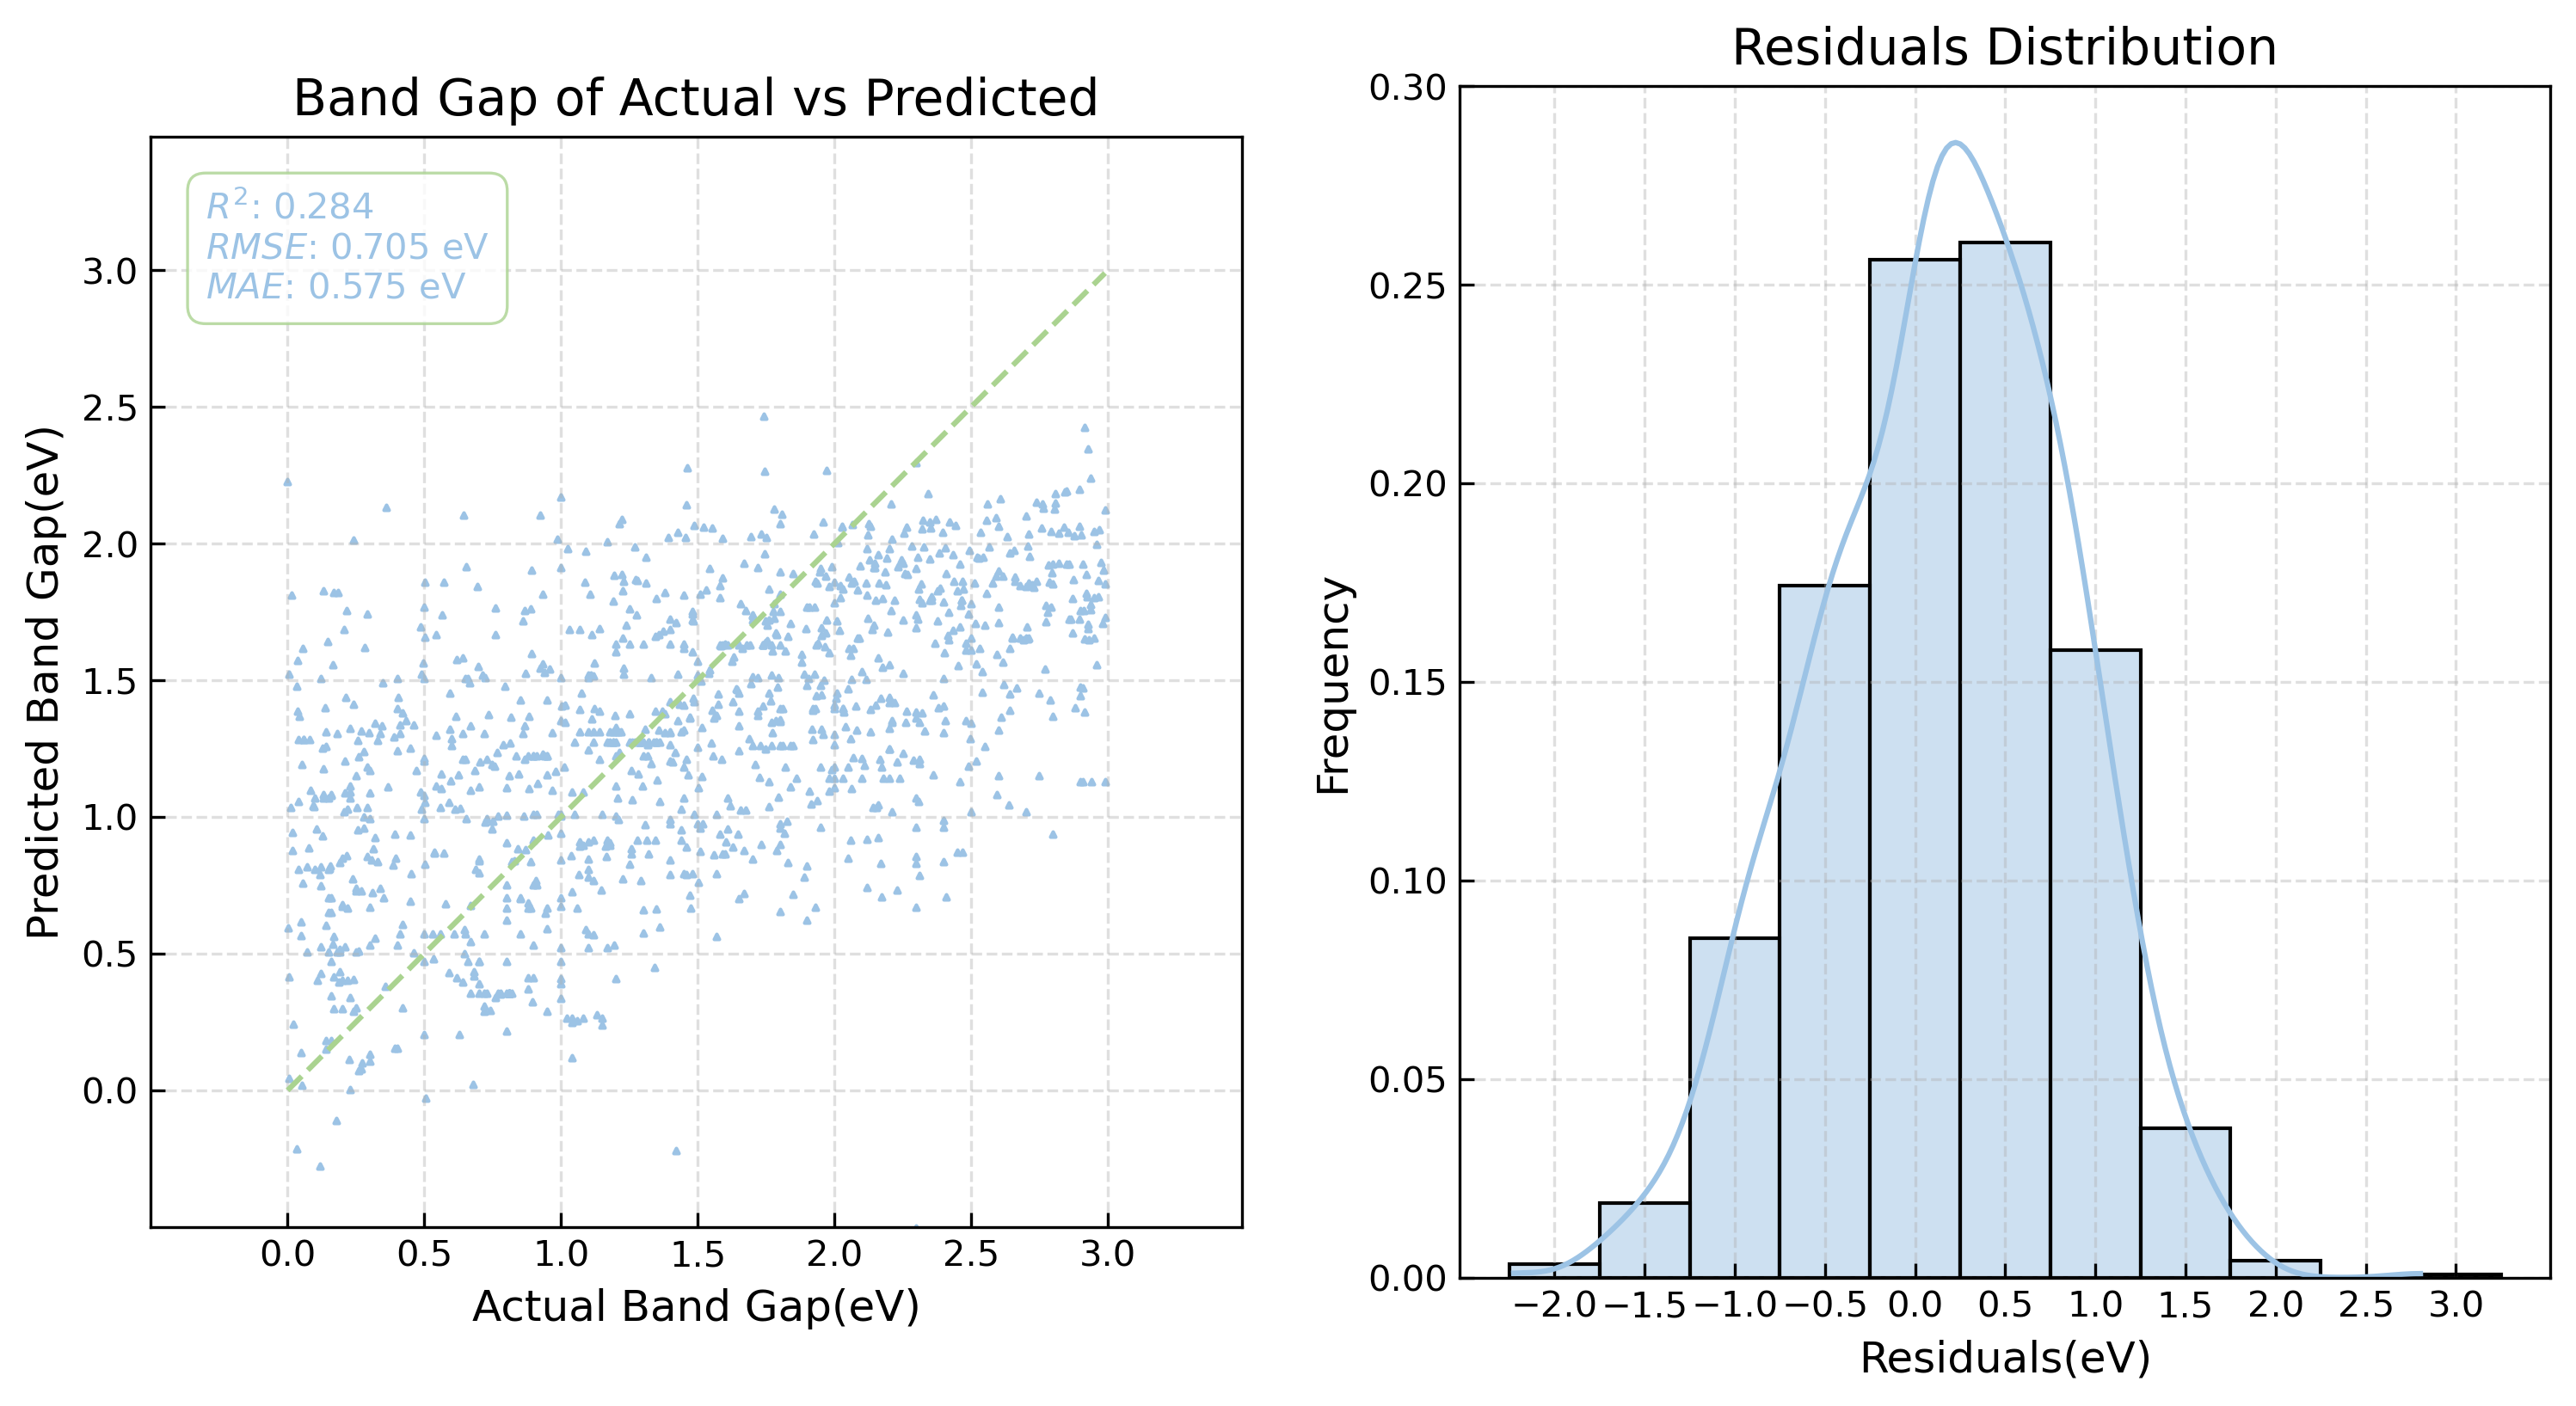 Band Gap of Actual vs Predicted
R²: 0.284
RMSE: 0.705 eV
MAE: 0.575 eV
3.0
2.5
2.0
1.5
1.0
0.5
0.0
Predicted Band Gap(eV)
0.0 0.5 1.0 1.5 2.0 2.5 3.0
Actual Band Gap(eV)
Residuals Distribution
0.30
0.25
0.20
0.15
0.10
0.05
0.00
Frequency
−2.0 −1.5 −1.0 −0.5 0.0 0.5 1.0 1.5 2.0 2.5 3.0
Residuals(eV)